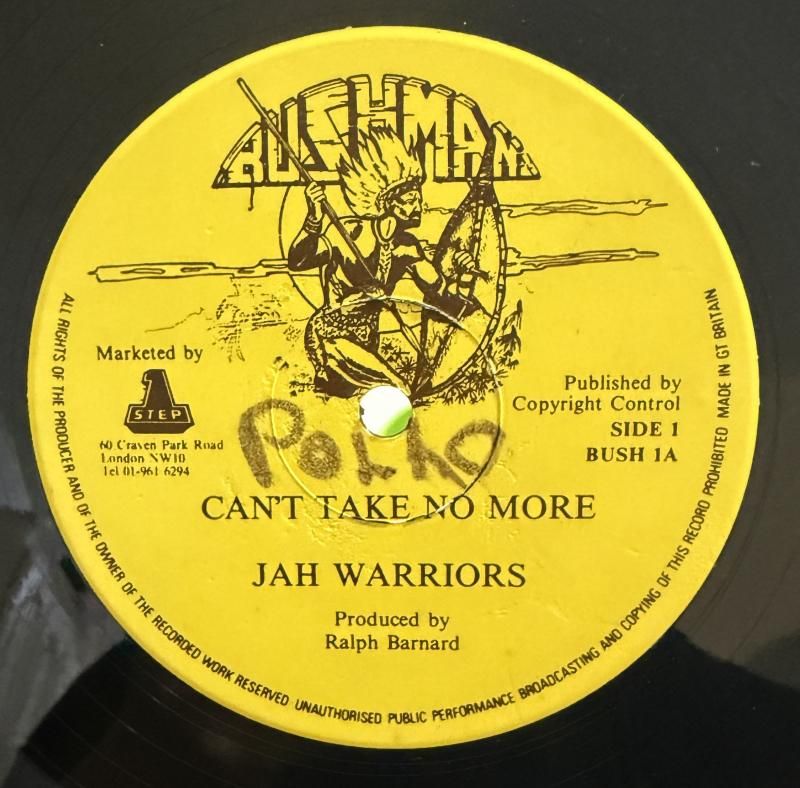 BUSHMAN
Marketed by
1
STEP
60 Craven Park Road
London NW10
Tel 01-961 6294
Published by
Copyright Control
SIDE 1
BUSH 1A
CAN'T TAKE NO MORE
JAH WARRIORS
Produced by
Ralph Barnard
ALL RIGHTS OF THE PRODUCER AND OF THE OWNER OF THE RECORDED WORK RESERVED UNAUTHORISED PUBLIC PERFORMANCE BROADCASTING AND COPYING OF THIS RECORD PROHIBITED MADE IN GT BRITAIN